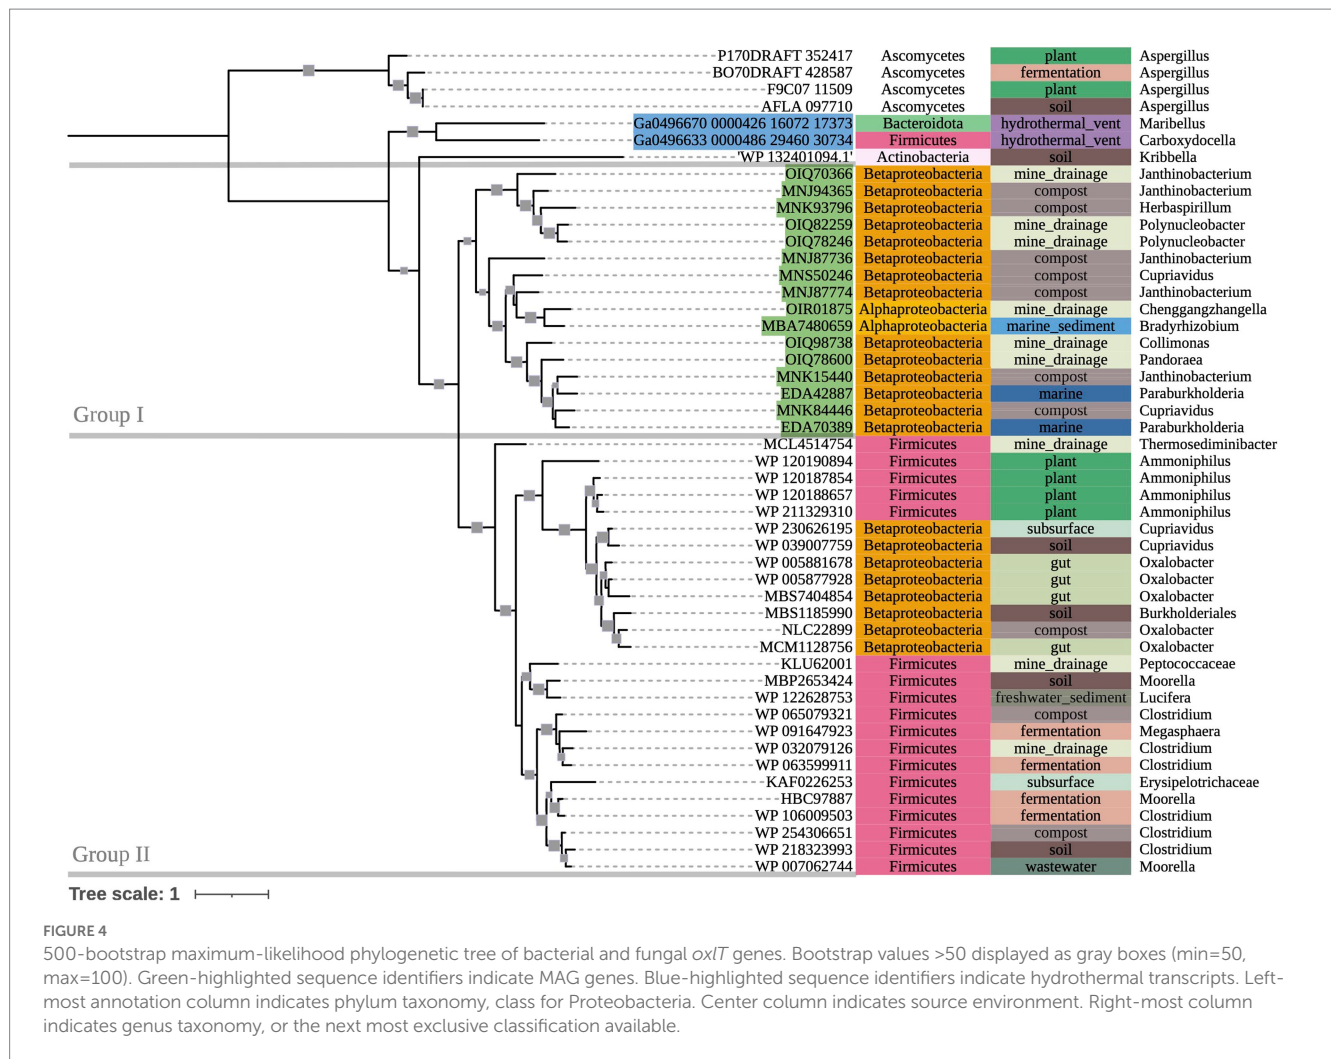 P170DRAFT 352417 Ascomycetes plant Aspergillus
BO70DRAFT 428587 Ascomycetes fermentation Aspergillus
F9C07 11509 Ascomycetes plant Aspergillus
AFLA 097710 Ascomycetes soil Aspergillus
Ga0496670 0000426 16072 17373 Bacteroidota hydrothermal_vent Maribellus
Ga0496633 0000486 29460 30734 Firmicutes hydrothermal_vent Carboxydocella
'WP 132401094.1' Actinobacteria soil Kribbella
OIQ70366 Betaproteobacteria mine_drainage Janthinobacterium
MNJ94365 Betaproteobacteria compost Janthinobacterium
MNK93796 Betaproteobacteria compost Herbaspirillum
OIQ82259 Betaproteobacteria mine_drainage Polynucleobacter
OIQ78246 Betaproteobacteria mine_drainage Polynucleobacter
MNJ87736 Betaproteobacteria compost Janthinobacterium
MNS50246 Betaproteobacteria compost Cupriavidus
MNJ87774 Betaproteobacteria compost Janthinobacterium
OIR01875 Alphaproteobacteria mine_drainage Chenggangzhangella
MBA7480659 Alphaproteobacteria marine_sediment Bradyrhizobium
OIQ98738 Betaproteobacteria mine_drainage Collimonas
OIQ78600 Betaproteobacteria mine_drainage Pandoraea
MNK15440 Betaproteobacteria compost Janthinobacterium
EDA42887 Betaproteobacteria marine Paraburkholderia
MNK84446 Betaproteobacteria compost Cupriavidus
Group I
EDA70389 Betaproteobacteria marine Paraburkholderia
MCL4514754 Firmicutes mine_drainage Thermosediminibacter
WP 120190894 Firmicutes plant Ammoniphilus
WP 120187854 Firmicutes plant Ammoniphilus
WP 120188657 Firmicutes plant Ammoniphilus
WP 211329310 Firmicutes plant Ammoniphilus
WP 230626195 Betaproteobacteria subsurface Cupriavidus
WP 039007759 Betaproteobacteria soil Cupriavidus
WP 005881678 Betaproteobacteria gut Oxalobacter
WP 005877928 Betaproteobacteria gut Oxalobacter
MBS7404854 Betaproteobacteria gut Oxalobacter
MBS1185990 Betaproteobacteria soil Burkholderiales
NLC22899 Betaproteobacteria compost Oxalobacter
MCM1128756 Betaproteobacteria gut Oxalobacter
KLU62001 Firmicutes mine_drainage Peptococcaceae
MBP2653424 Firmicutes soil Moorella
WP 122628753 Firmicutes freshwater_sediment Lucifera
WP 065079321 Firmicutes compost Clostridium
WP 091647923 Firmicutes fermentation Megasphaera
WP 032079126 Firmicutes mine_drainage Clostridium
WP 063599911 Firmicutes fermentation Clostridium
KAF0226253 Firmicutes subsurface Erysipelotrichaceae
HBC97887 Firmicutes fermentation Moorella
WP 106009503 Firmicutes fermentation Clostridium
WP 254306651 Firmicutes compost Clostridium
WP 218323993 Firmicutes soil Clostridium
Group II
WP 007062744 Firmicutes wastewater Moorella
Tree scale: 1
FIGURE 4
500-bootstrap maximum-likelihood phylogenetic tree of bacterial and fungal oxlT genes. Bootstrap values >50 displayed as gray boxes (min=50,
max=100). Green-highlighted sequence identifiers indicate MAG genes. Blue-highlighted sequence identifiers indicate hydrothermal transcripts. Left-
most annotation column indicates phylum taxonomy, class for Proteobacteria. Center column indicates source environment. Right-most column
indicates genus taxonomy, or the next most exclusive classification available.